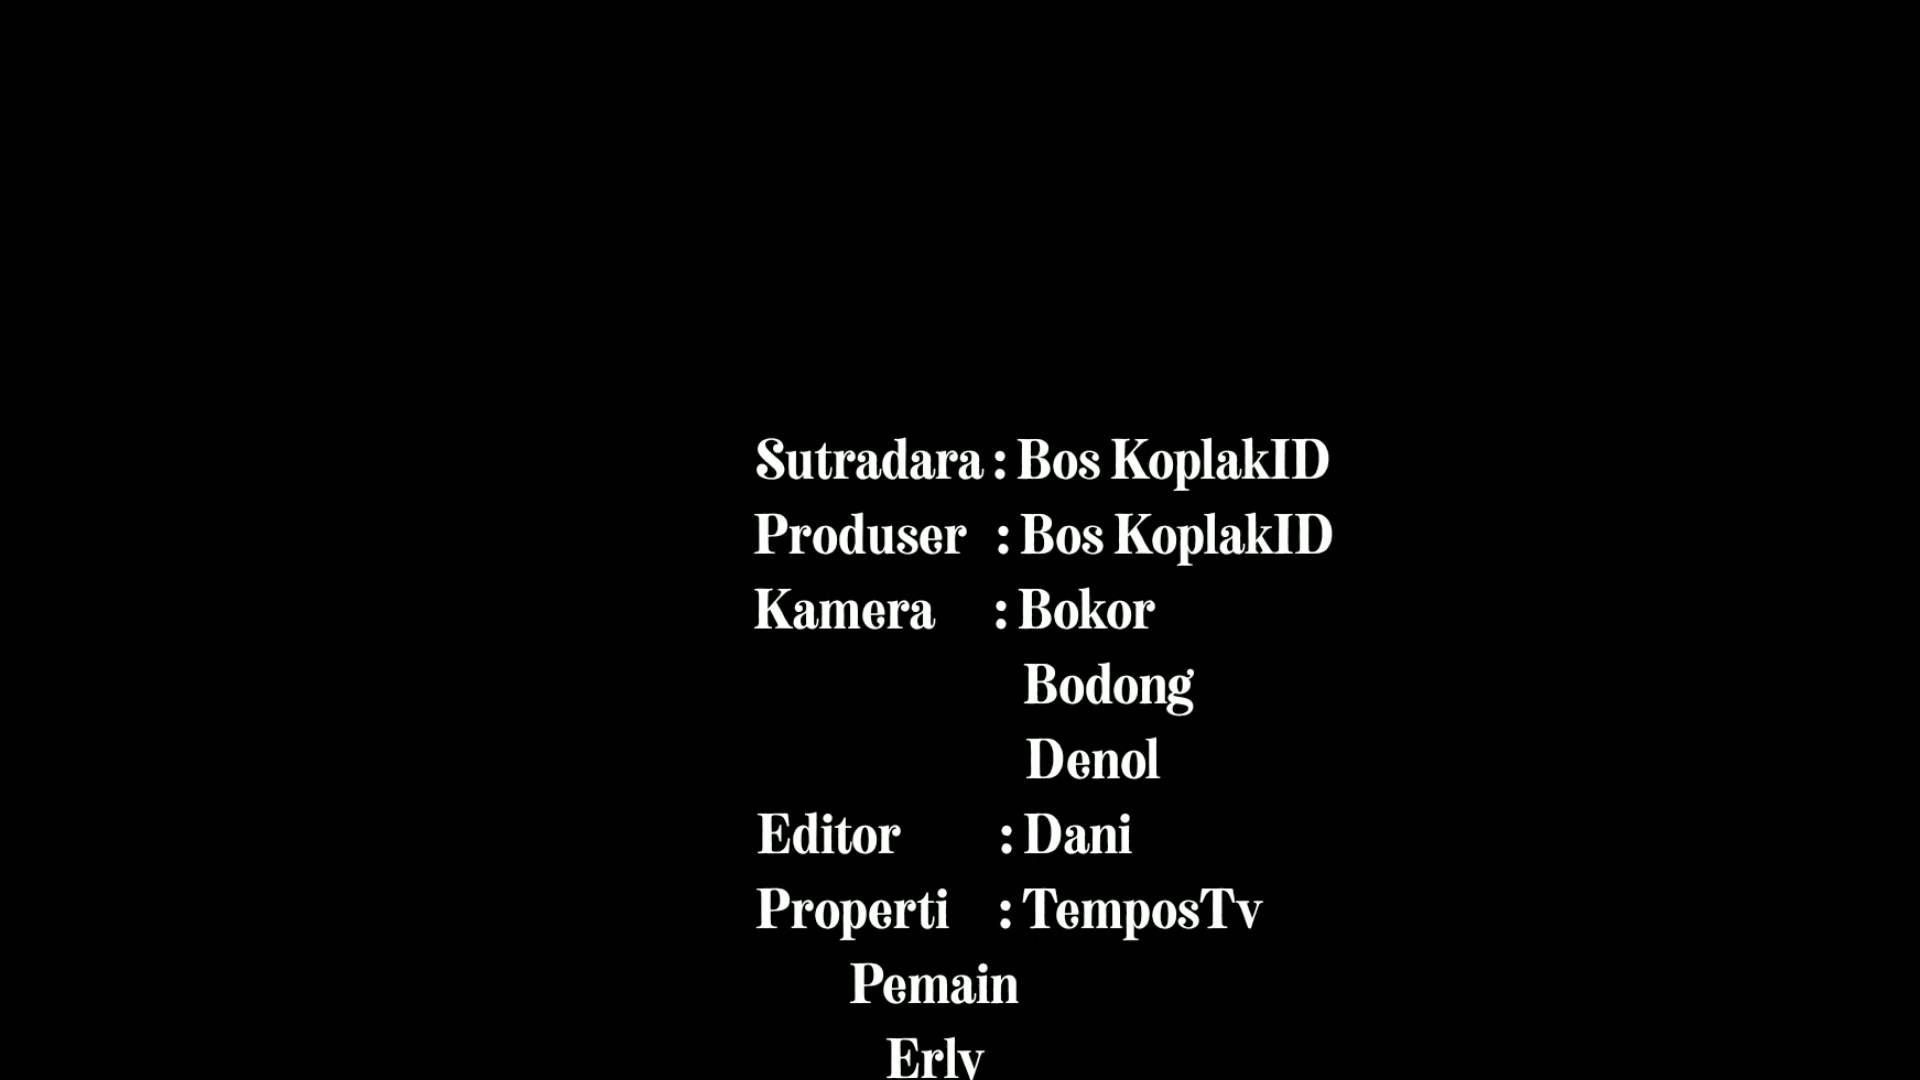 Sutradara : Bos KoplakID
Produser : Bos KoplakID
Kamera : Bokor
Bodong
Denol
Editor : Dani
Properti : TemposTv
Pemain
Erly